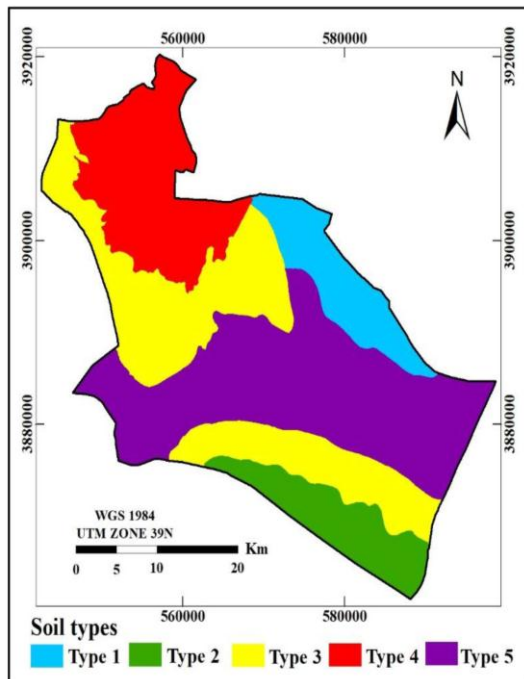 560000 580000
3920000 3920000
N
3900000 3900000
3880000 3880000
WGS 1984
UTM ZONE 39N
Km
0 5 10 20
560000 580000
Soil types
Type 1 Type 2 Type 3 Type 4 Type 5